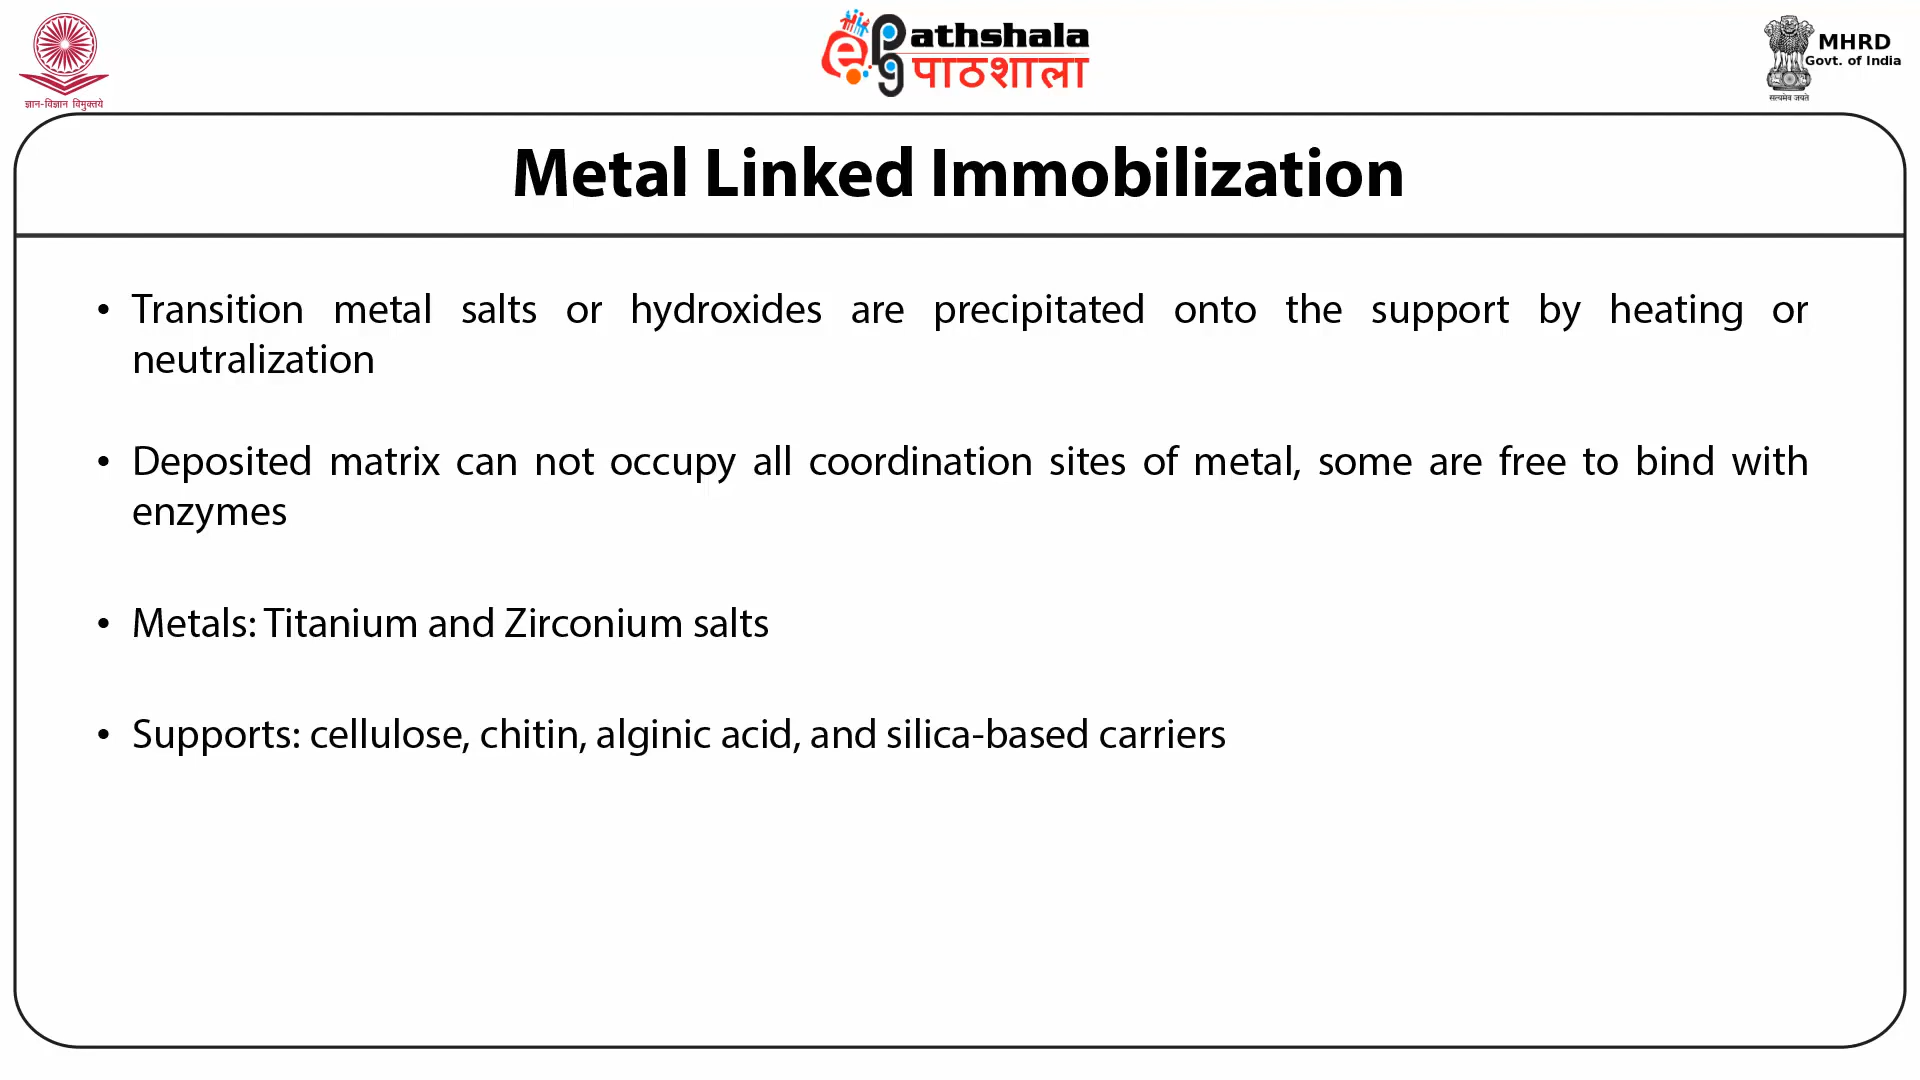 ज्ञान-विज्ञान विमुक्तये
ePathshala
पाठशाला
MHRD
Govt. of India
सत्यमेव जयते
Metal Linked Immobilization
• Transition metal salts or hydroxides are precipitated onto the support by heating or
neutralization
• Deposited matrix can not occupy all coordination sites of metal, some are free to bind with
enzymes
• Metals: Titanium and Zirconium salts
• Supports: cellulose, chitin, alginic acid, and silica-based carriers